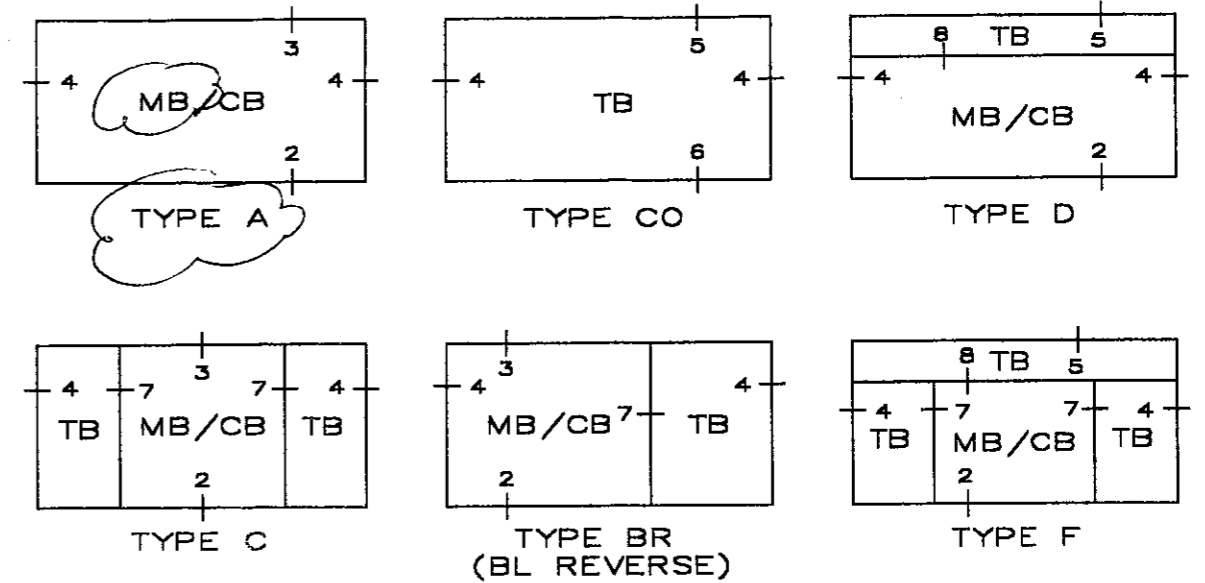 3
4 4
MB/CB
2
TYPE A
5
4 4
TB
6
TYPE CO
8 TB 5
4 4
MB/CB
2
TYPE D
3
4 7 7 4
TB MB/CB TB
2
TYPE C
3
4 4
MB/CB 7 TB
2
TYPE BR
(BL REVERSE)
8 TB 5
4 7 7 4
TB MB/CB TB
2
TYPE F